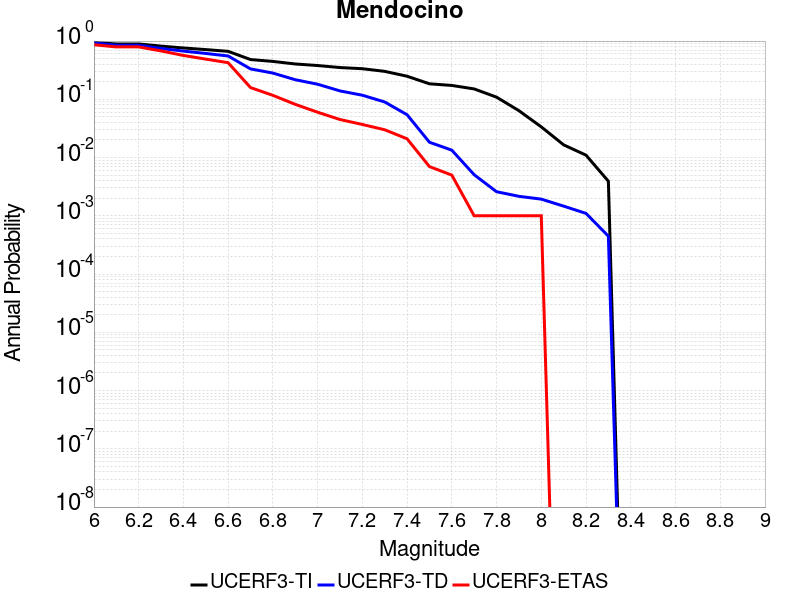 Mendocino
Annual Probability
10^0
10^-1
10^-2
10^-3
10^-4
10^-5
10^-6
10^-7
10^-8
6 6.2 6.4 6.6 6.8 7 7.2 7.4 7.6 7.8 8 8.2 8.4 8.6 8.8 9
Magnitude
UCERF3-TI UCERF3-TD UCERF3-ETAS